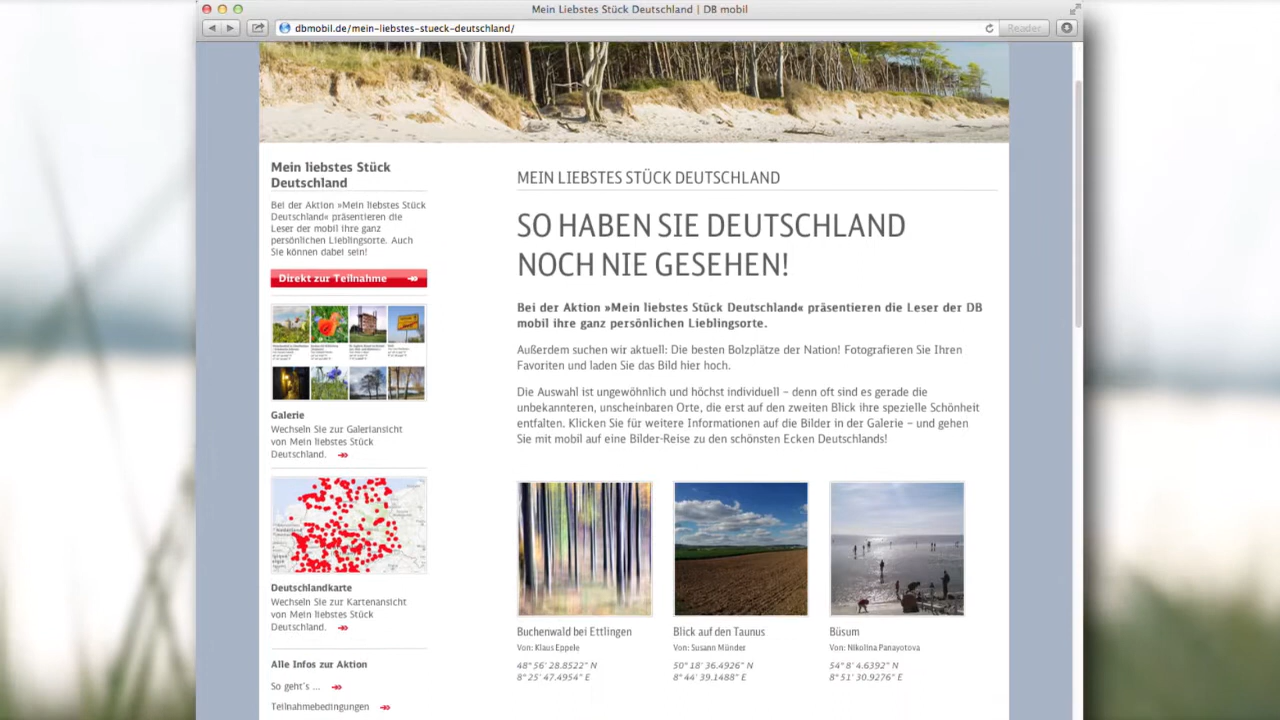 Mein Liebstes Stück Deutschland | DB mobil
dbmobil.de/mein-liebstes-stueck-deutschland/
Reader
Mein liebstes Stück
Deutschland
Bei der Aktion »Mein liebstes Stück
Deutschland« präsentieren die
Leser der mobil ihre ganz
persönlichen Lieblingsorte. Auch
Sie können dabei sein!
Direkt zur Teilnahme
Galerie
Wechseln Sie zur Galeriansicht
von Mein liebstes Stück
Deutschland.
Deutschlandkarte
Wechseln Sie zur Kartenansicht
von Mein liebstes Stück
Deutschland.
Alle Infos zur Aktion
So geht's ...
Teilnahmebedingungen
MEIN LIEBSTES STÜCK DEUTSCHLAND
SO HABEN SIE DEUTSCHLAND
NOCH NIE GESEHEN!
Bei der Aktion »Mein liebstes Stück Deutschland« präsentieren die Leser der DB
mobil ihre ganz persönlichen Lieblingsorte.
Außerdem suchen wir aktuell: Die besten Bolzplätze der Nation! Fotografieren Sie Ihren
Favoriten und laden Sie das Bild hier hoch.
Die Auswahl ist ungewöhnlich und höchst individuell – denn oft sind es gerade die
unbekannteren, unscheinbaren Orte, die erst auf den zweiten Blick ihre spezielle Schönheit
entfalten. Klicken Sie für weitere Informationen auf die Bilder in der Galerie – und gehen
Sie mit mobil auf eine Bilder-Reise zu den schönsten Ecken Deutschlands!
Buchenwald bei Ettlingen
Von: Klaus Eppele
48° 56' 28.8522" N
8° 25' 47.4954" E
Blick auf den Taunus
Von: Susann Münder
50° 18' 36.4926" N
8° 44' 39.1488" E
Büsum
Von: Nikolina Panayotova
54° 8' 4.6392" N
8° 51' 30.9276" E